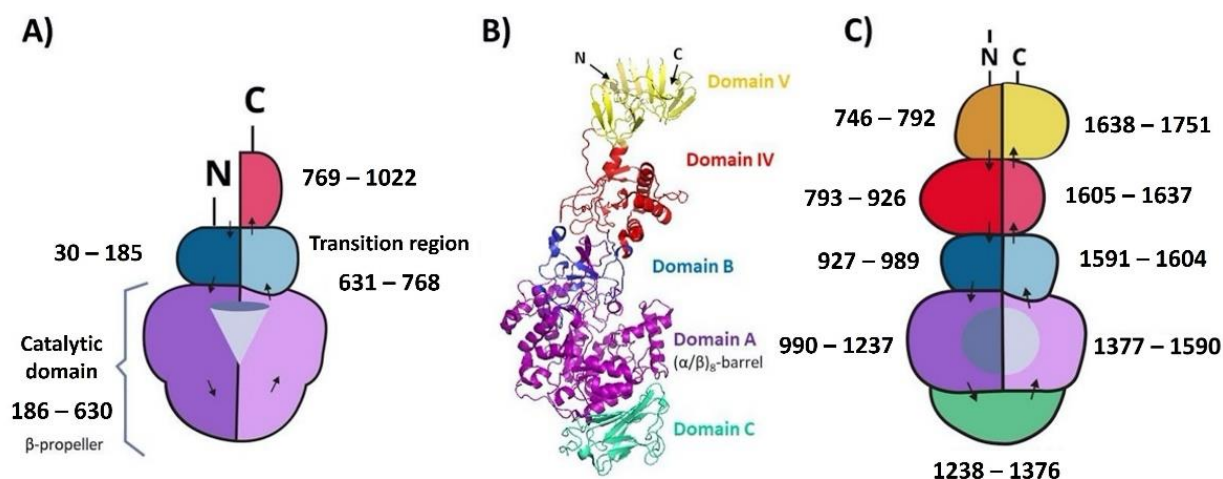 A)
C
N
769 – 1022
30 – 185
Transition region
631 – 768
Catalytic
domain
186 – 630
β-propeller
B)
N
C
Domain V
Domain IV
Domain B
Domain A
(α/β)₈-barrel
Domain C
C)
N
C
746 – 792
1638 – 1751
793 – 926
1605 – 1637
927 – 989
1591 – 1604
990 – 1237
1377 – 1590
1238 – 1376